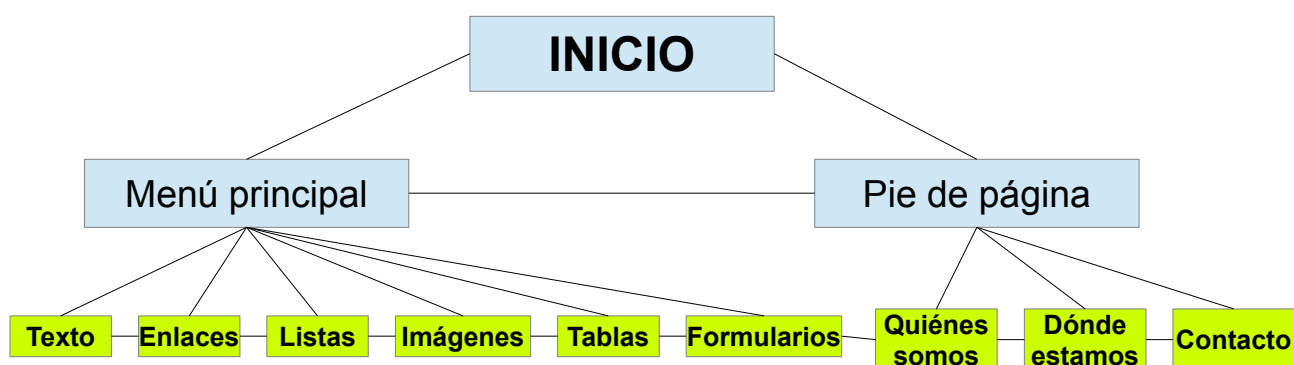 INICIO
Menú principal
Pie de página
Texto
Enlaces
Listas
Imágenes
Tablas
Formularios
Quiénes
somos
Dónde
estamos
Contacto